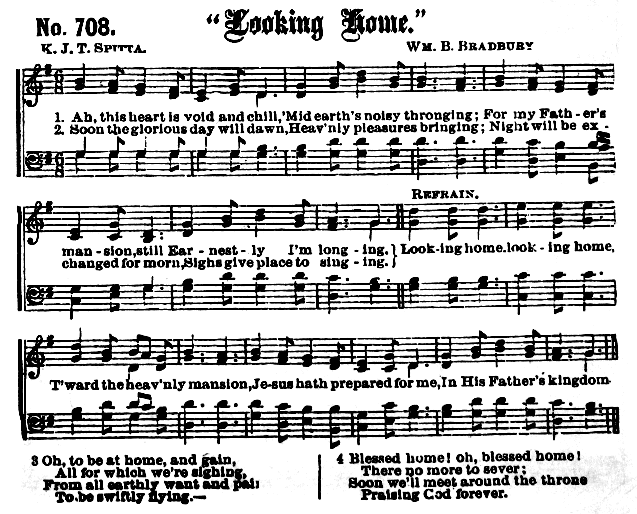 No. 708.
"Looking Home."
K. J. T. SPITTA.
WM. B. BRADBURY
1. Ah, this heart is void and chill, 'Mid earth's noisy thronging; For my Fath - er's
2. Soon the glorious day will dawn, Heav'nly pleasures bringing; Night will be ex -
REFRAIN.
man - sion, still Ear - nest - ly I'm long - ing. } Look-ing home. look - ing home,
changed for morn, Sighs give place to sing - ing. }
T'ward the heav'nly mansion, Je-sus hath prepared for me, In His Father's kingdom
3 Oh, to be at home, and gain,
All for which we're sighing,
From all earthly want and pain
To be swiftly flying.—
4 Blessed home! oh, blessed home!
There no more to sever;
Soon we'll meet around the throne
Praising God forever.